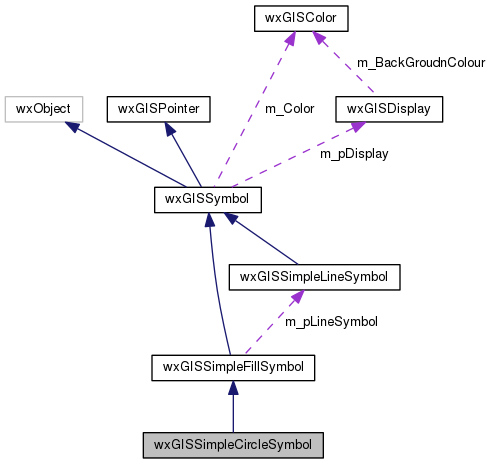 wxGISColor
m_BackGroudnColour
wxObject
wxGISPointer
m_Color
wxGISDisplay
m_pDisplay
wxGISSymbol
wxGISSimpleLineSymbol
m_pLineSymbol
wxGISSimpleFillSymbol
wxGISSimpleCircleSymbol